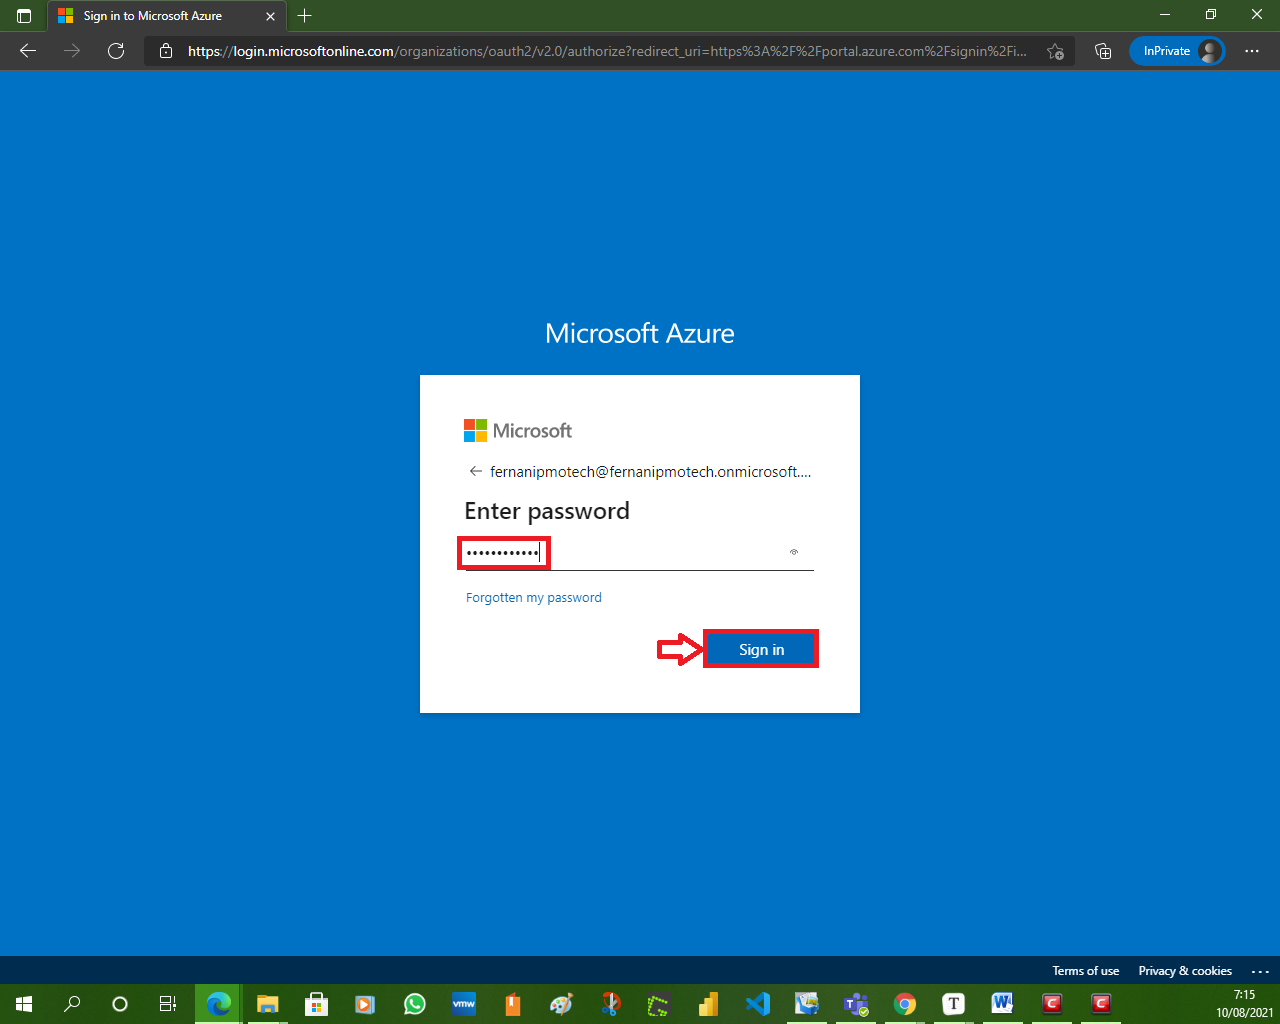 Sign in to Microsoft Azure
https://login.microsoftonline.com/organizations/oauth2/v2.0/authorize?redirect_uri=https%3A%2F%2Fportal.azure.com%2Fsignin%2Fi...
InPrivate
Microsoft Azure
Microsoft
fernanipmotech@fernanipmotech.onmicrosoft....
Enter password
••••••••••••
Forgotten my password
Sign in
Terms of use
Privacy & cookies
...
vmw
T
W
C
C
7:15
10/08/2021